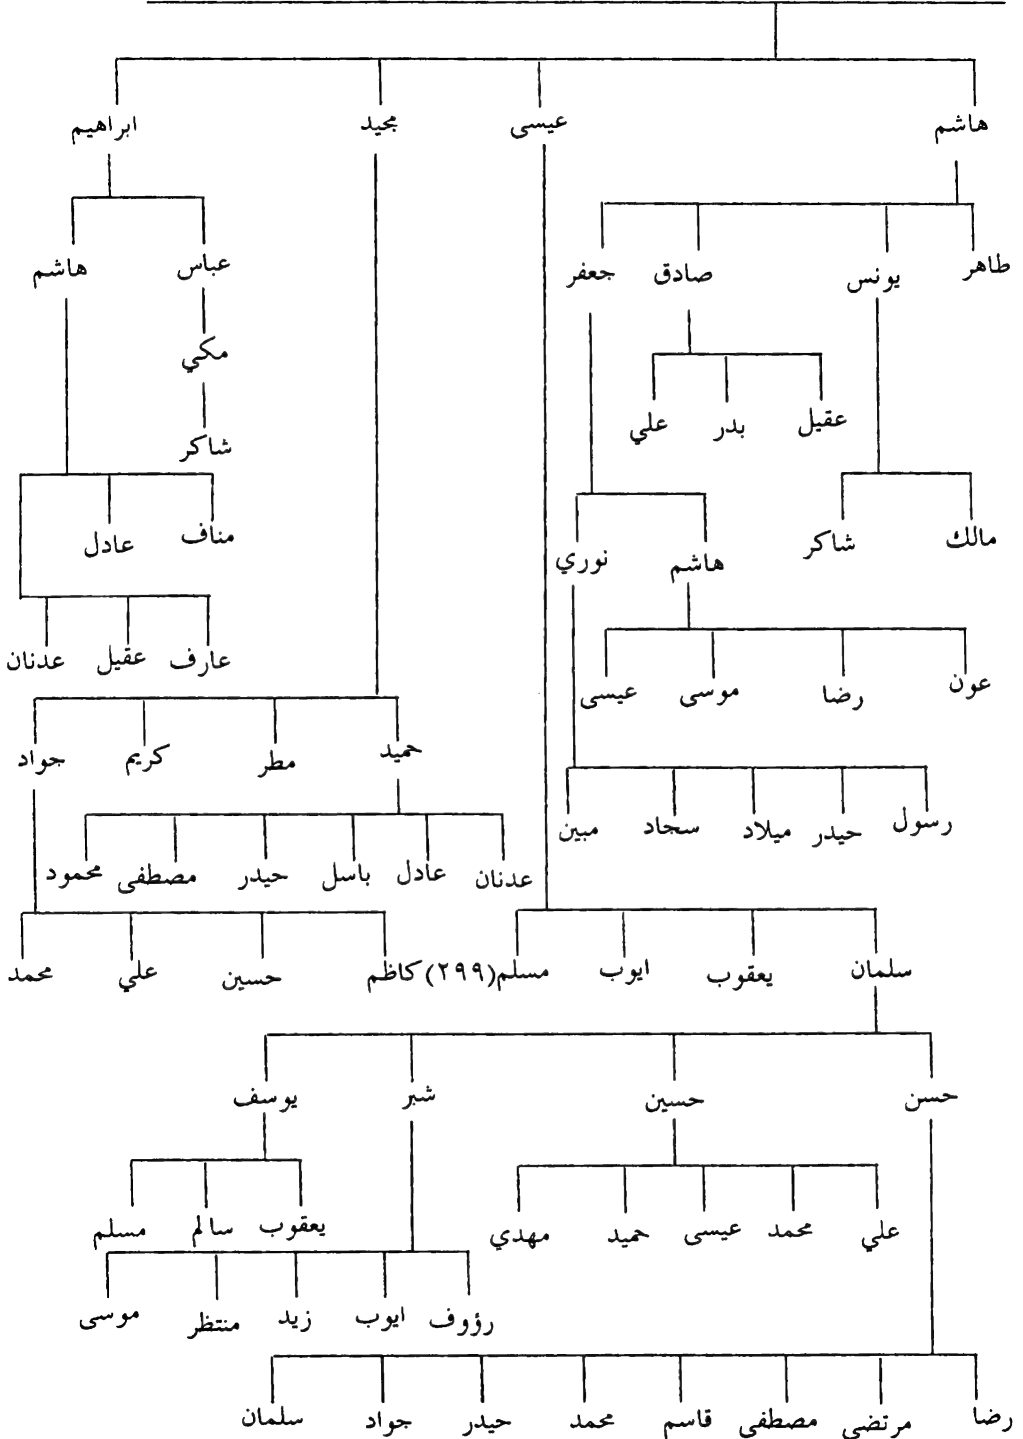 هاشم عيسى مجيد ابراهيم
طاهر يونس صادق جعفر عباس هاشم
مكي
عقيل بدر علي شاكر
مالك شاكر هاشم نوري مناف عادل
عارف عقيل عدنان
عون رضا موسى عيسى
حميد مطر كريم جواد
رسول حيدر ميلاد سجاد مبين
عدنان عادل باسل حيدر مصطفى محمود
سلمان يعقوب ايوب مسلم(٢٩٩) كاظم حسين علي محمد
حسن حسين شبر يوسف
علي محمد عيسى حميد مهدي يعقوب سالم مسلم
رؤوف ايوب زيد منتظر موسى
رضا مرتضى مصطفى قاسم محمد حيدر جواد سلمان